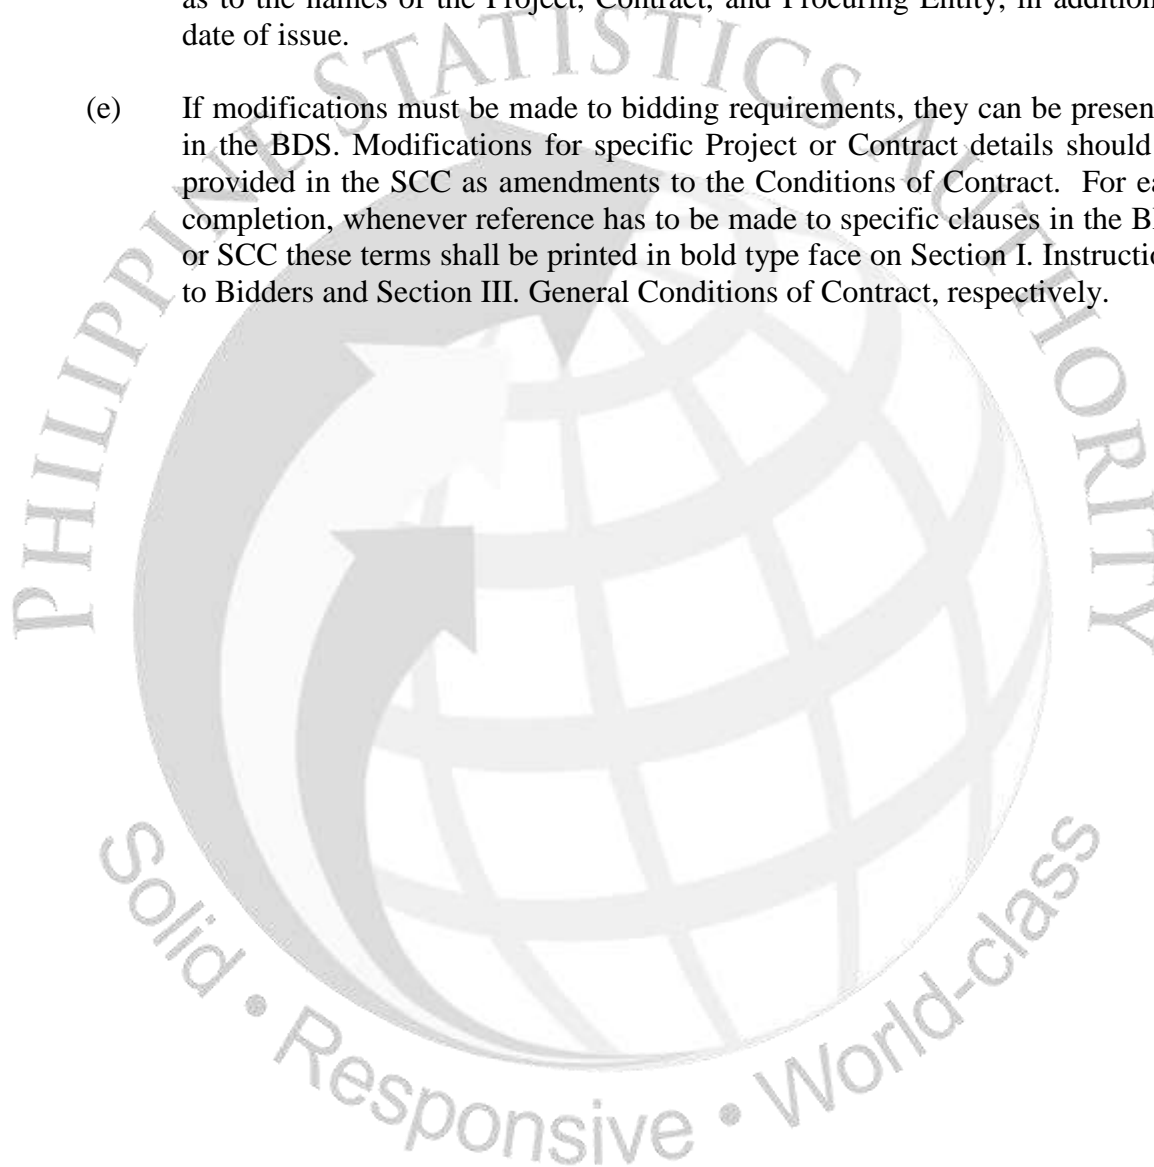 as to the names of the Project, Contract, and Procuring Entity, in addition
date of issue.
(e) If modifications must be made to bidding requirements, they can be presen
in the BDS. Modifications for specific Project or Contract details should
provided in the SCC as amendments to the Conditions of Contract. For ea
completion, whenever reference has to be made to specific clauses in the B
or SCC these terms shall be printed in bold type face on Section I. Instructio
to Bidders and Section III. General Conditions of Contract, respectively.
PHILIPPINE STATISTICS AUTHORITY
Solid • Responsive • World-class